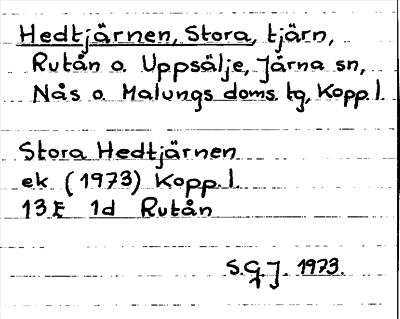 Hedtjärnen, Stora, tjärn,
Rutån o. Uppsälje, Järna sn,
Nås o. Malungs doms. tg, Kopp. l.
Stora Hedtjärnen
ek (1973) Kopp. l.
13E 1d Rutån
S.G.J. 1973.